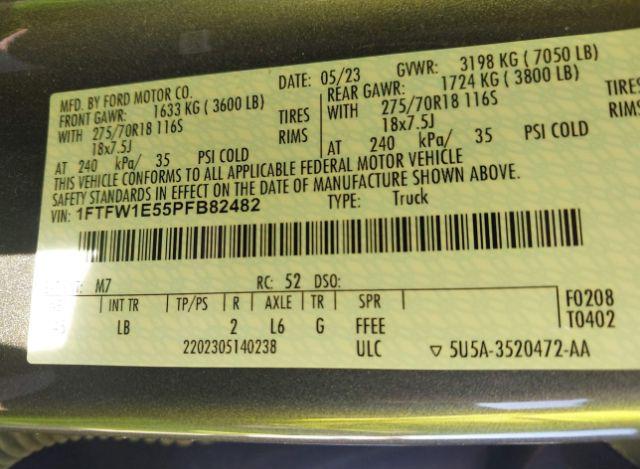 MFD. BY FORD MOTOR CO.
DATE: 05/23 GVWR: 3198 KG ( 7050 LB)
FRONT GAWR: 1633 KG ( 3600 LB)
REAR GAWR: 1724 KG ( 3800 LB)
WITH 275/70R18 116S TIRES
WITH 275/70R18 116S TIRES
18x7.5J RIMS
18x7.5J RIMS
AT 240 kPa/ 35 PSI COLD
AT 240 kPa/ 35 PSI COLD
THIS VEHICLE CONFORMS TO ALL APPLICABLE FEDERAL MOTOR VEHICLE
SAFETY STANDARDS IN EFFECT ON THE DATE OF MANUFACTURE SHOWN ABOVE.
VIN: 1FTFW1E55PFB82482 TYPE: Truck
M7 RC: 52 DSO:
INT TR TP/PS R AXLE TR SPR F0208
LB 2 L6 G FFEE T0402
2202305140238 ULC ▽ 5U5A-3520472-AA